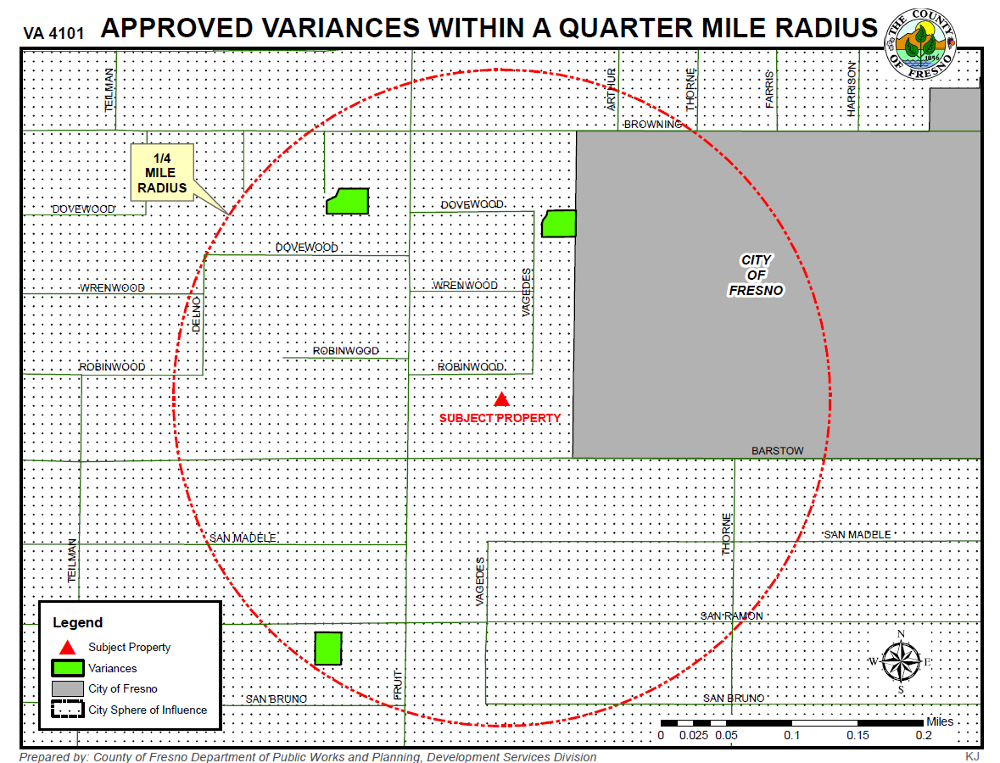 VA 4101 APPROVED VARIANCES WITHIN A QUARTER MILE RADIUS
THE COUNTY OF FRESNO
1856
TEILMAN
ARTHUR
THORNE
FARRIS
HARRISON
BROWNING
1/4
MILE
RADIUS
DOVEWOOD
DOVEWOOD
DOVEWOOD
CITY
OF
FRESNO
WRENWOOD
WRENWOOD
VAGEDES
DELNO
ROBINWOOD
ROBINWOOD
ROBINWOOD
SUBJECT PROPERTY
BARSTOW
SAN MADELE
SAN MADELE
THORNE
TEILMAN
VAGEDES
SAN RAMON
Legend
Subject Property
Variances
City of Fresno
City Sphere of Influence
FRUIT
SAN BRUNO
SAN BRUNO
N
W E
S
Miles
0 0.025 0.05 0.1 0.15 0.2
Prepared by: County of Fresno Department of Public Works and Planning, Development Services Division
KJ